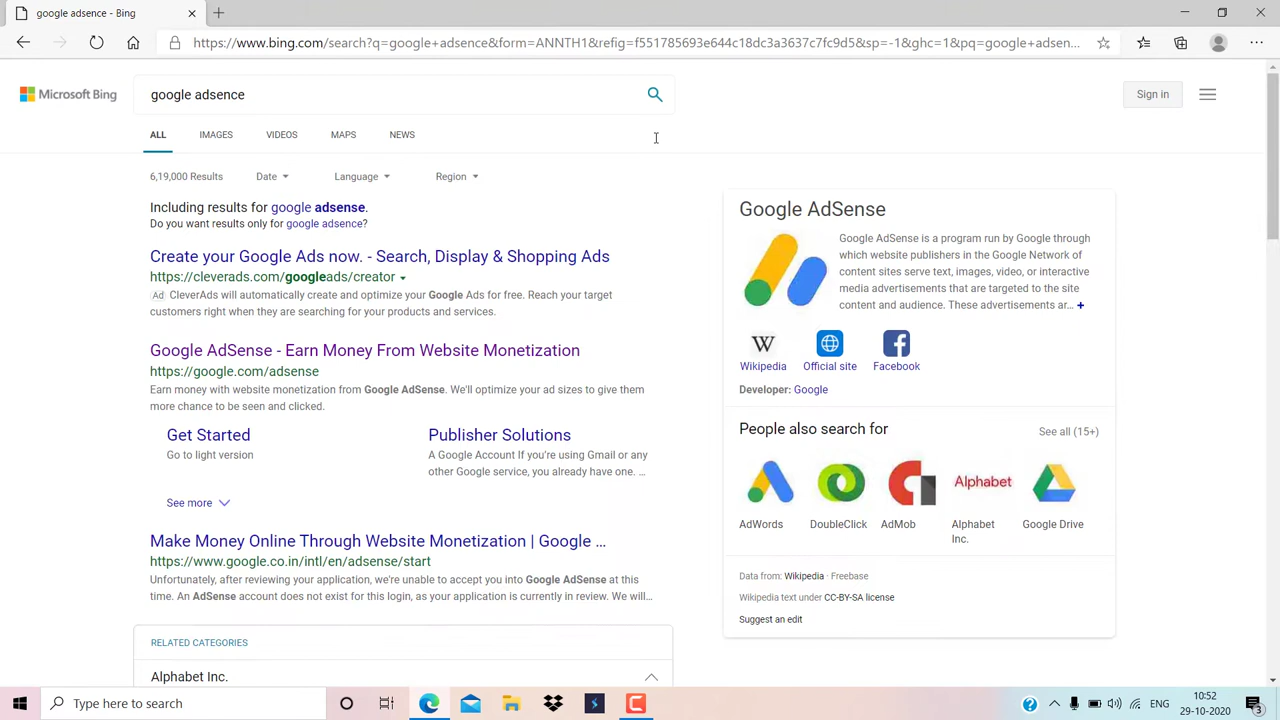 google adsence - Bing
https://www.bing.com/search?q=google+adsence&form=ANNTH1&refig=f551785693e644c18dc3a3637c7fc9d5&sp=-1&ghc=1&pq=google+adsen...
Microsoft Bing
google adsence
Sign in
ALL
IMAGES
VIDEOS
MAPS
NEWS
6,19,000 Results
Date
Language
Region
Including results for google adsense.
Do you want results only for google adsence?
Create your Google Ads now. - Search, Display & Shopping Ads
https://cleverads.com/googleads/creator
Ad CleverAds will automatically create and optimize your Google Ads for free. Reach your target
customers right when they are searching for your products and services.
Google AdSense - Earn Money From Website Monetization
https://google.com/adsense
Earn money with website monetization from Google AdSense. We'll optimize your ad sizes to give them
more chance to be seen and clicked.
Get Started
Go to light version
Publisher Solutions
A Google Account If you're using Gmail or any
other Google service, you already have one. ...
See more
Make Money Online Through Website Monetization | Google ...
https://www.google.co.in/intl/en/adsense/start
Unfortunately, after reviewing your application, we're unable to accept you into Google AdSense at this
time. An AdSense account does not exist for this login, as your application is currently in review. We will...
RELATED CATEGORIES
Alphabet Inc.
Google AdSense
Google AdSense is a program run by Google through
which website publishers in the Google Network of
content sites serve text, images, video, or interactive
media advertisements that are targeted to the site
content and audience. These advertisements ar... +
W
Wikipedia
Official site
Facebook
Developer: Google
People also search for
See all (15+)
Alphabet
AdWords
DoubleClick
AdMob
Alphabet
Inc.
Google Drive
Data from: Wikipedia · Freebase
Wikipedia text under CC-BY-SA license
Suggest an edit
Type here to search
ENG
10:52
29-10-2020
3